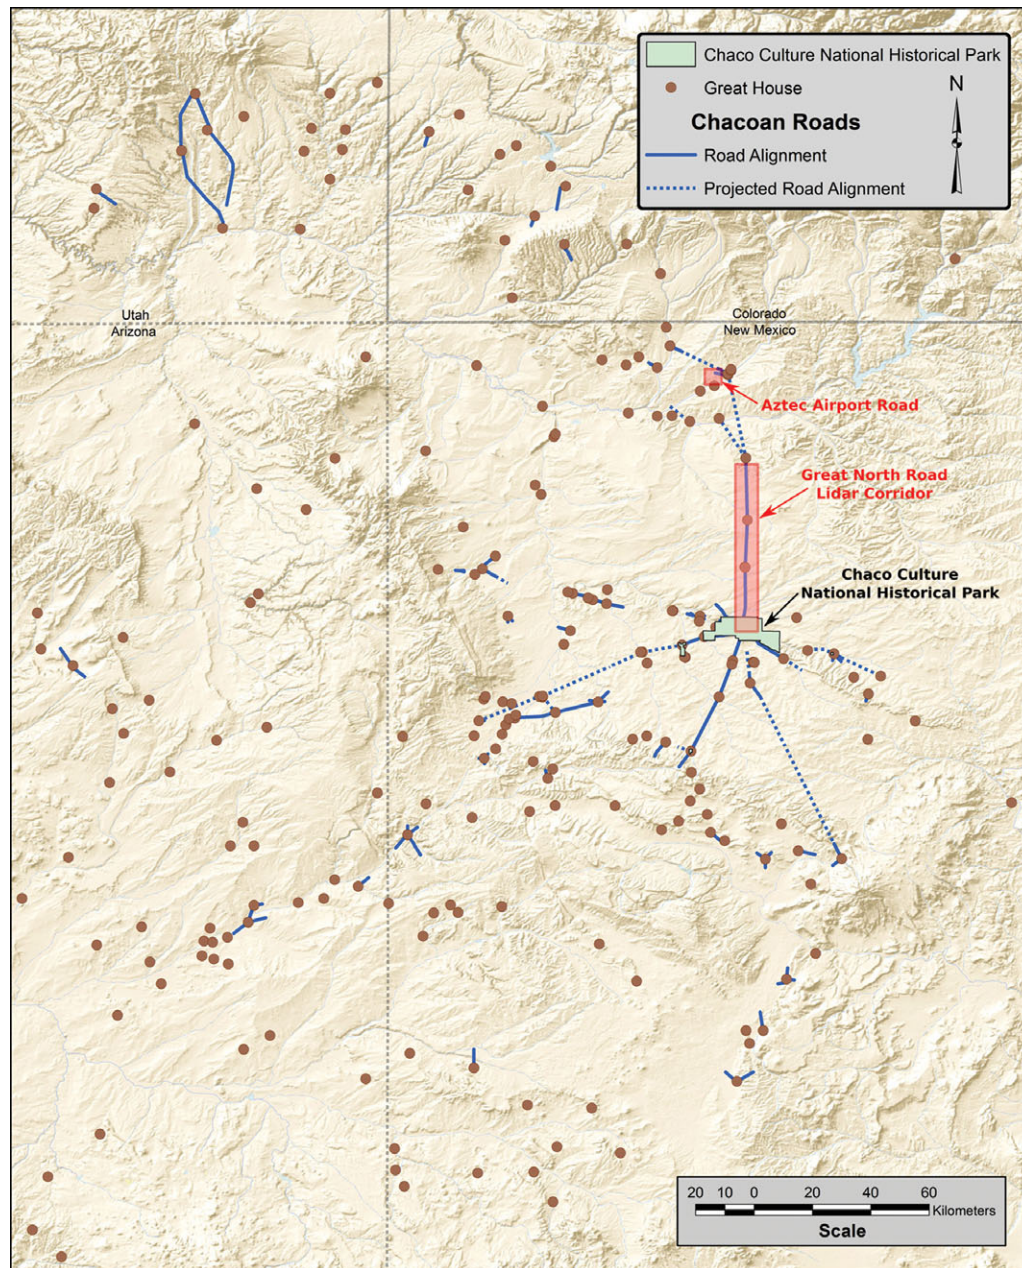 Chaco Culture National Historical Park
Great House
N
Chacoan Roads
Road Alignment
Projected Road Alignment
Utah
Arizona
Colorado
New Mexico
Aztec Airport Road
Great North Road
Lidar Corridor
Chaco Culture
National Historical Park
20 10 0 20 40 60
Kilometers
Scale